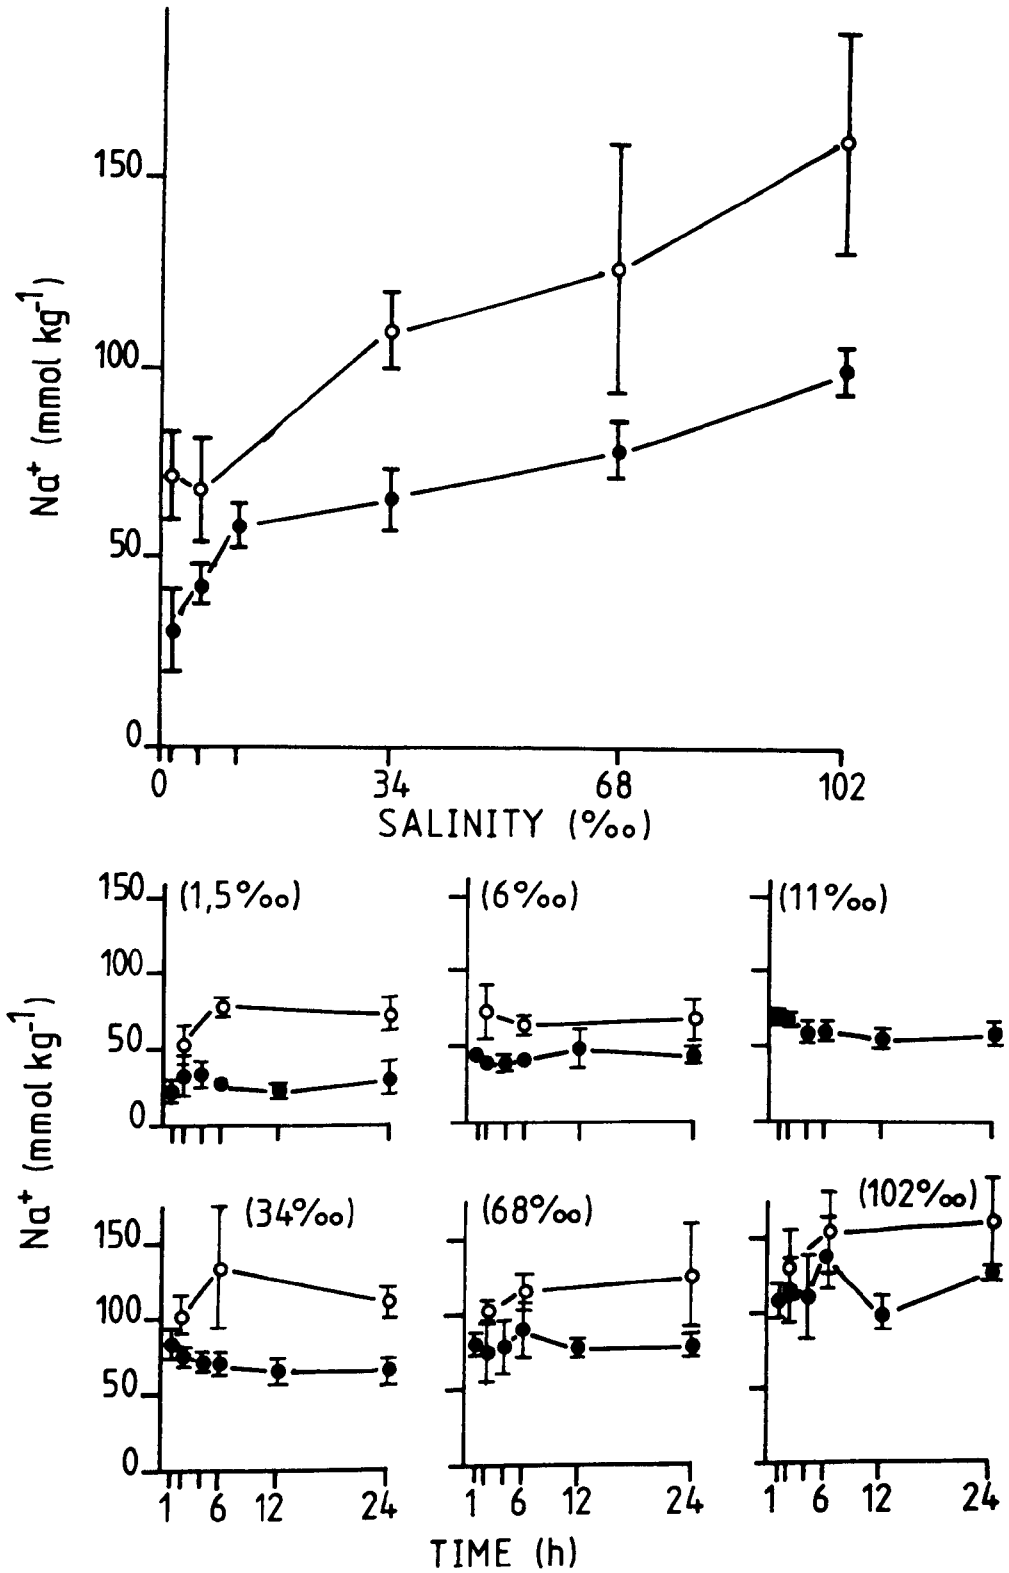 150
100
50
0
Na+ (mmol kg-1)
0 34 68 102
SALINITY (‰)
150 (1,5‰) (6‰) (11‰)
100
50
0
Na+ (mmol kg-1)
(34‰) (68‰) (102‰)
150
100
50
0
1 6 12 24 1 6 12 24 1 6 12 24
TIME (h)